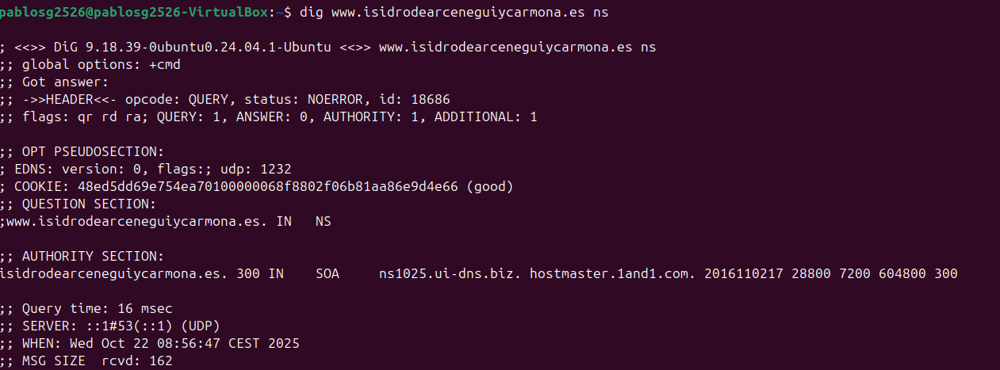 pablosg2526@pablosg2526-VirtualBox:~$ dig www.isidrodearceneguiycarmona.es ns
; <<>> DiG 9.18.39-0ubuntu0.24.04.1-Ubuntu <<>> www.isidrodearceneguiycarmona.es ns
;; global options: +cmd
;; Got answer:
;; ->>HEADER<<- opcode: QUERY, status: NOERROR, id: 18686
;; flags: qr rd ra; QUERY: 1, ANSWER: 0, AUTHORITY: 1, ADDITIONAL: 1
;; OPT PSEUDOSECTION:
; EDNS: version: 0, flags:; udp: 1232
; COOKIE: 48ed5dd69e754ea70100000068f8802f06b81aa86e9d4e66 (good)
;; QUESTION SECTION:
;www.isidrodearceneguiycarmona.es. IN NS
;; AUTHORITY SECTION:
isidrodearceneguiycarmona.es. 300 IN SOA ns1025.ui-dns.biz. hostmaster.1and1.com. 2016110217 28800 7200 604800 300
;; Query time: 16 msec
;; SERVER: ::1#53(::1) (UDP)
;; WHEN: Wed Oct 22 08:56:47 CEST 2025
;; MSG SIZE rcvd: 162